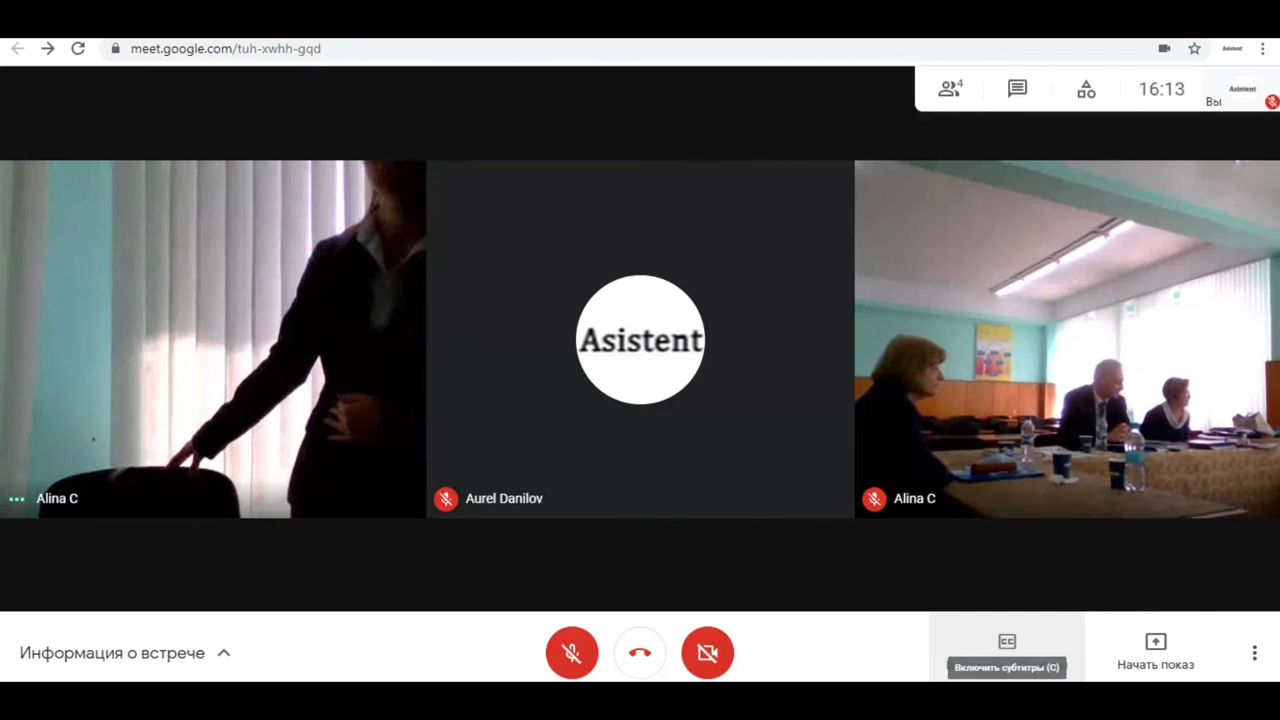 meet.google.com/tuh-xwhh-gqd
Asistent
4
16:13
Asistent
Вы
Asistent
Alina C
Aurel Danilov
Alina C
Информация о встрече
Включить субтитры (C)
Начать показ